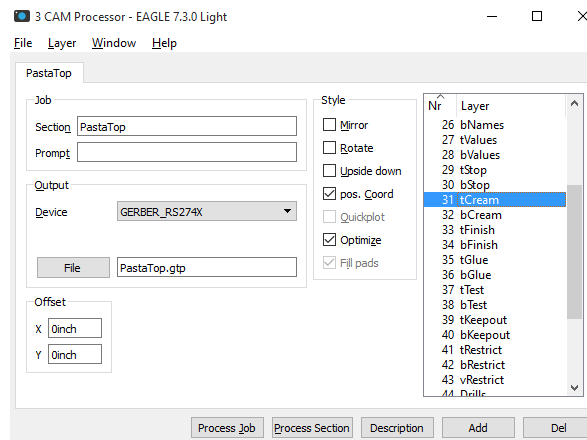 3 CAM Processor - EAGLE 7.3.0 Light
File Layer Window Help
PastaTop
Job
Section PastaTop
Prompt
Output
Device GERBER_RS274X
File PastaTop.gtp
Offset
X 0inch
Y 0inch
Style
Mirror
Rotate
Upside down
pos. Coord
Quickplot
Optimize
Fill pads
Nr Layer
26 bNames
27 tValues
28 bValues
29 tStop
30 bStop
31 tCream
32 bCream
33 tFinish
34 bFinish
35 tGlue
36 bGlue
37 tTest
38 bTest
39 tKeepout
40 bKeepout
41 tRestrict
42 bRestrict
43 vRestrict
44 Drills
Process Job Process Section Description Add Del